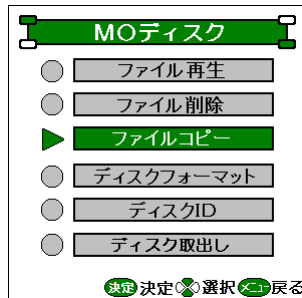 MOディスク
ファイル再生
ファイル削除
ファイルコピー
ディスクフォーマット
ディスクID
ディスク取出し
決定 決定 選択 メニュー 戻る